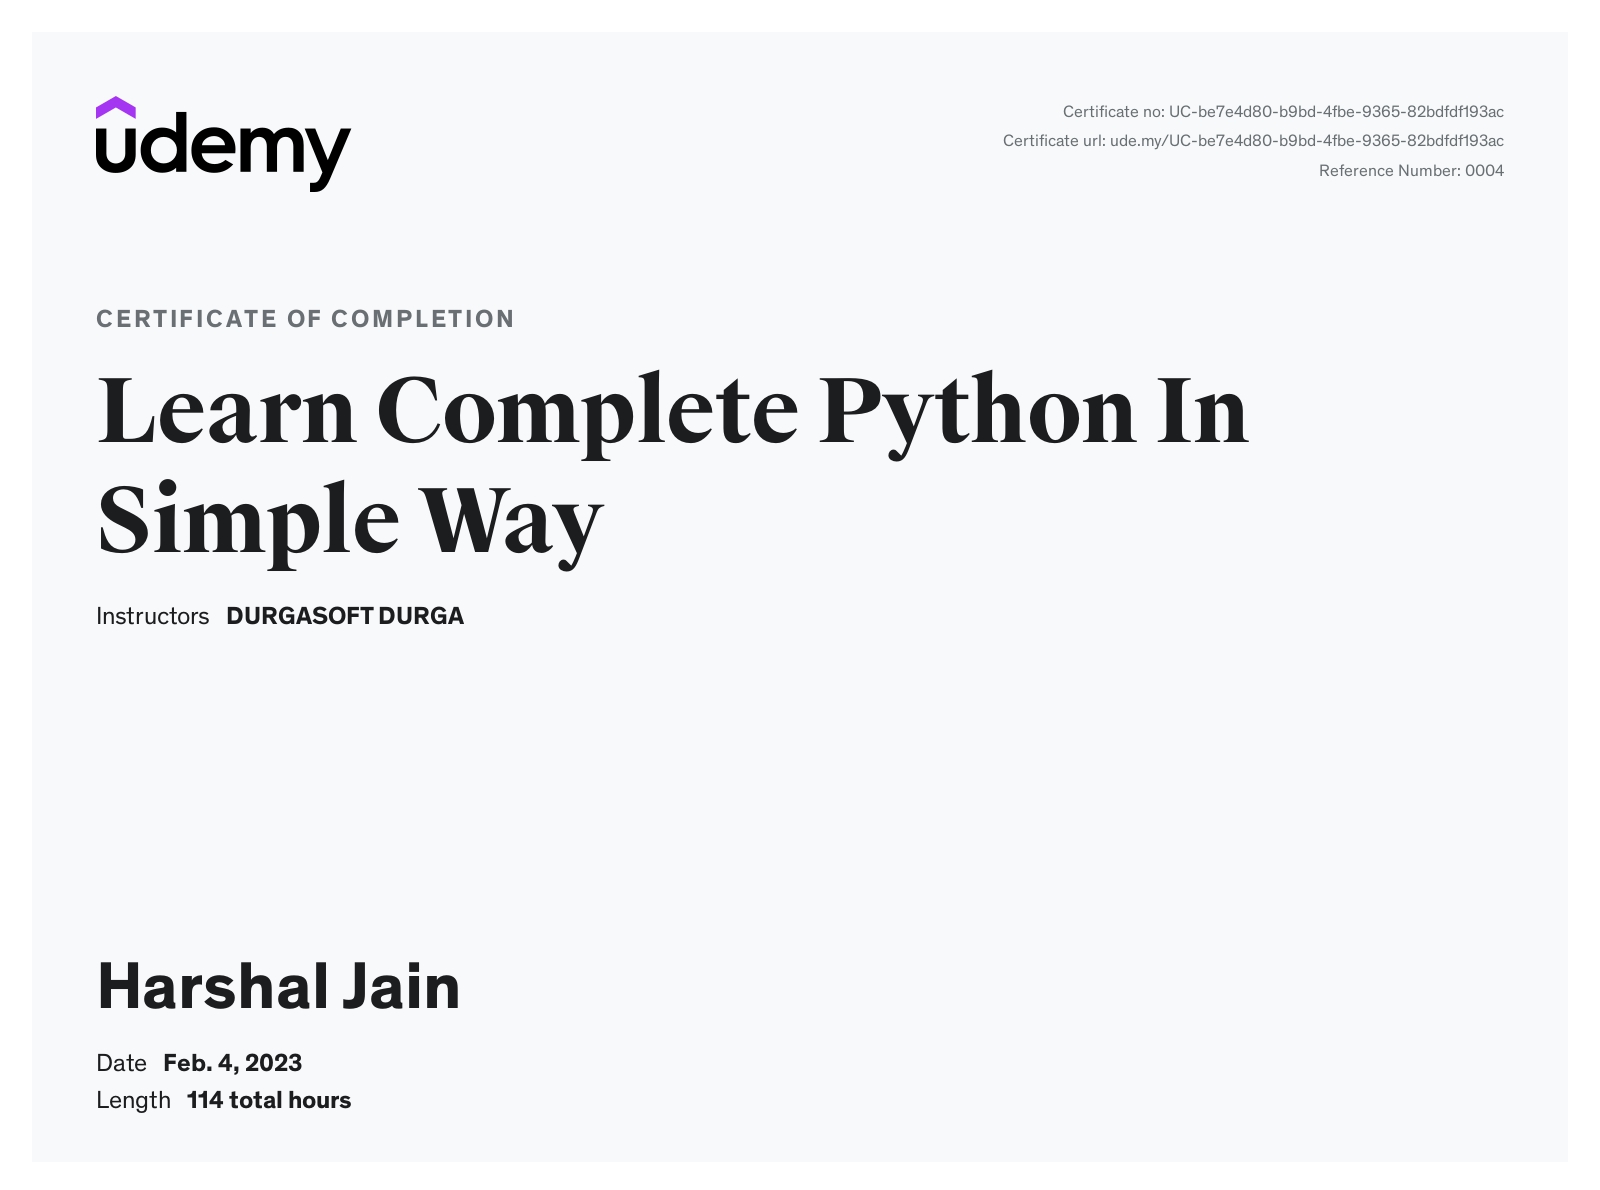 udemy
Certificate no: UC-be7e4d80-b9bd-4fbe-9365-82bdfdf193ac
Certificate url: ude.my/UC-be7e4d80-b9bd-4fbe-9365-82bdfdf193ac
Reference Number: 0004
CERTIFICATE OF COMPLETION
Learn Complete Python In
Simple Way
Instructors DURGASOFT DURGA
Harshal Jain
Date Feb. 4, 2023
Length 114 total hours